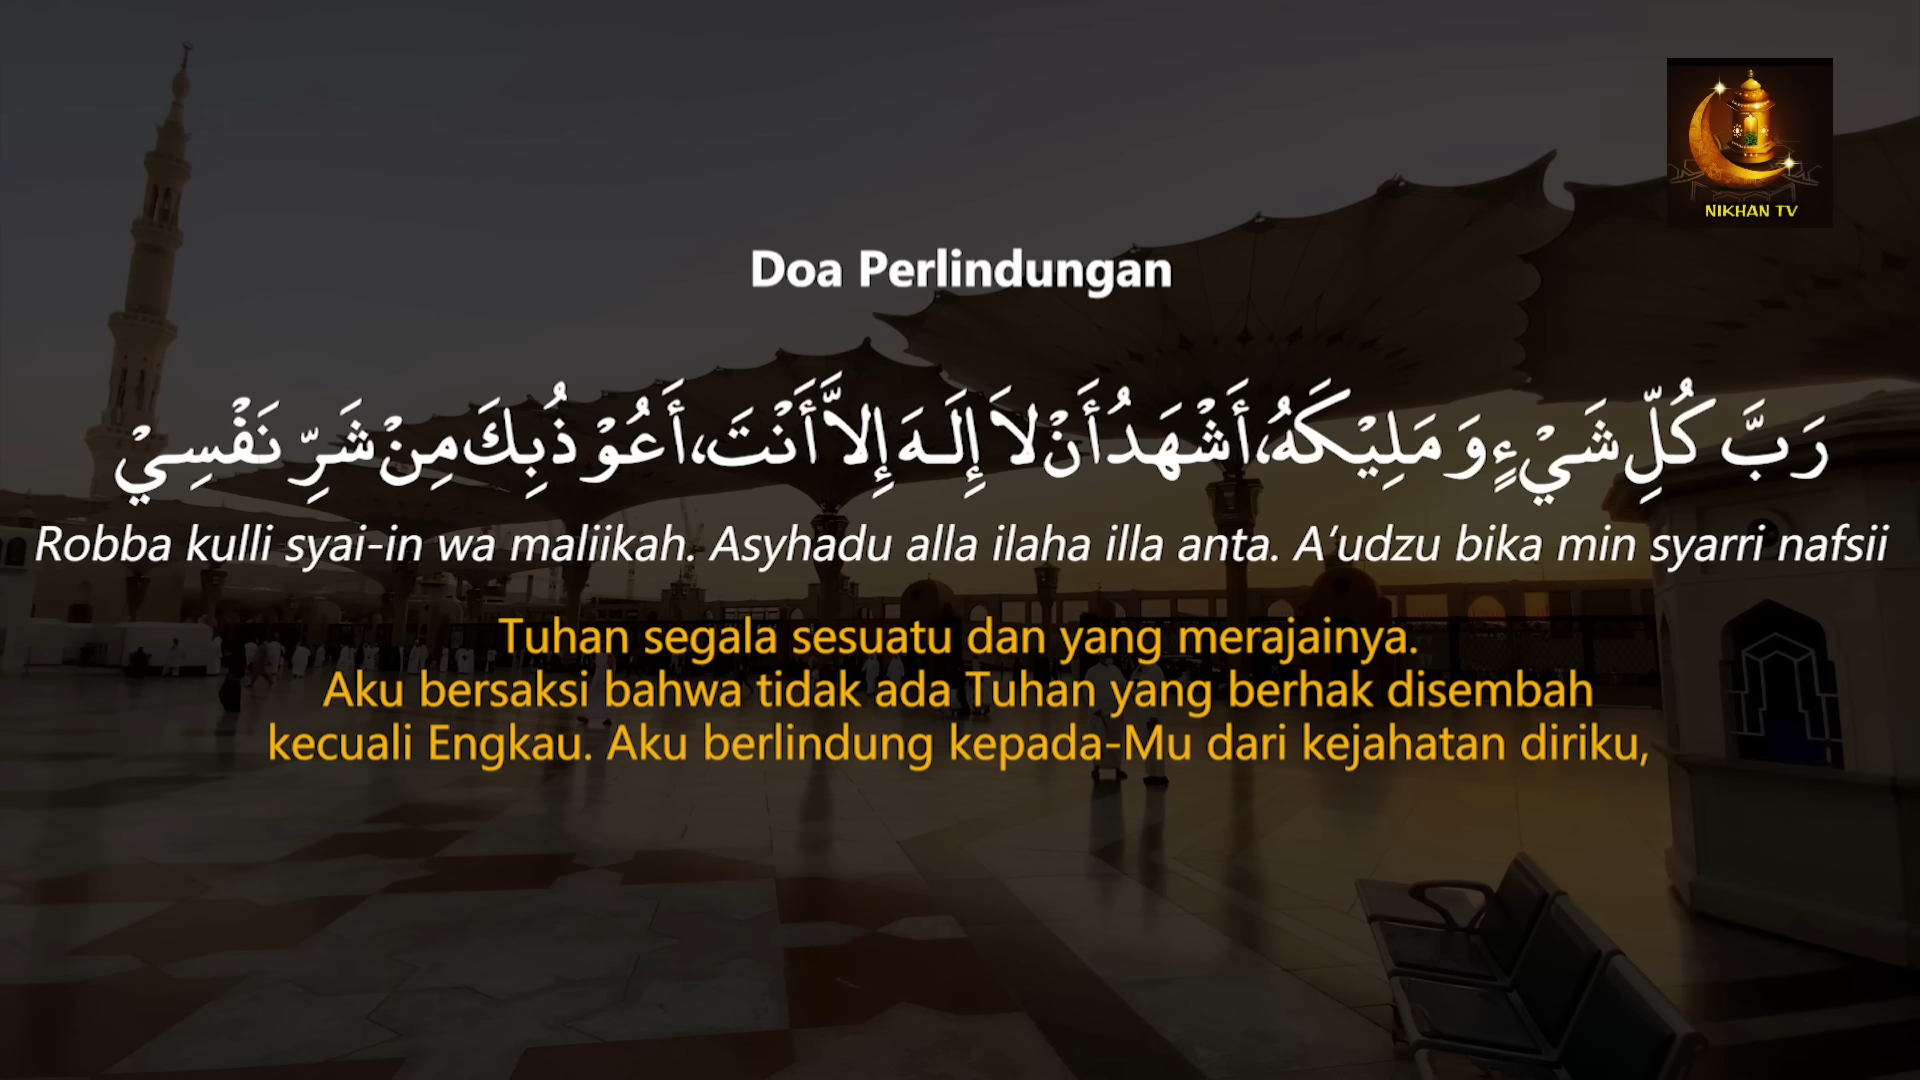 NIKHAN TV
Doa Perlindungan
رَبَّ كُلِّ شَيْءٍ وَ مَلِيْكَهُ، أَشْهَدُ أَنْ لاَ إِلَـهَ إِلاَّ أَنْتَ، أَعُوْذُ بِكَ مِنْ شَرِّ نَفْسِيْ
Robba kulli syai-in wa maliikah. Asyhadu alla ilaha illa anta. A‘udzu bika min syarri nafsii
Tuhan segala sesuatu dan yang merajainya.
Aku bersaksi bahwa tidak ada Tuhan yang berhak disembah
kecuali Engkau. Aku berlindung kepada-Mu dari kejahatan diriku,